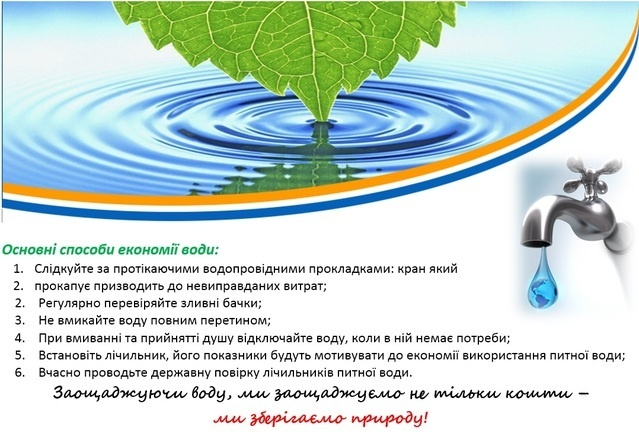 Основні способи економії води:
1. Слідкуйте за протікаючими водопровідними прокладками: кран який
2. прокапує призводить до невиправданих витрат;
2. Регулярно перевіряйте зливні бачки;
3. Не вмикайте воду повним перетином;
4. При вмиванні та прийнятті душу відключайте воду, коли в ній немає потреби;
5. Встановіть лічильник, його показники будуть мотивувати до економії використання питної води;
6. Вчасно проводьте державну повірку лічильників питної води.
Заощаджуючи воду, ми заощаджуємо не тільки кошти –
ми зберігаємо природу!